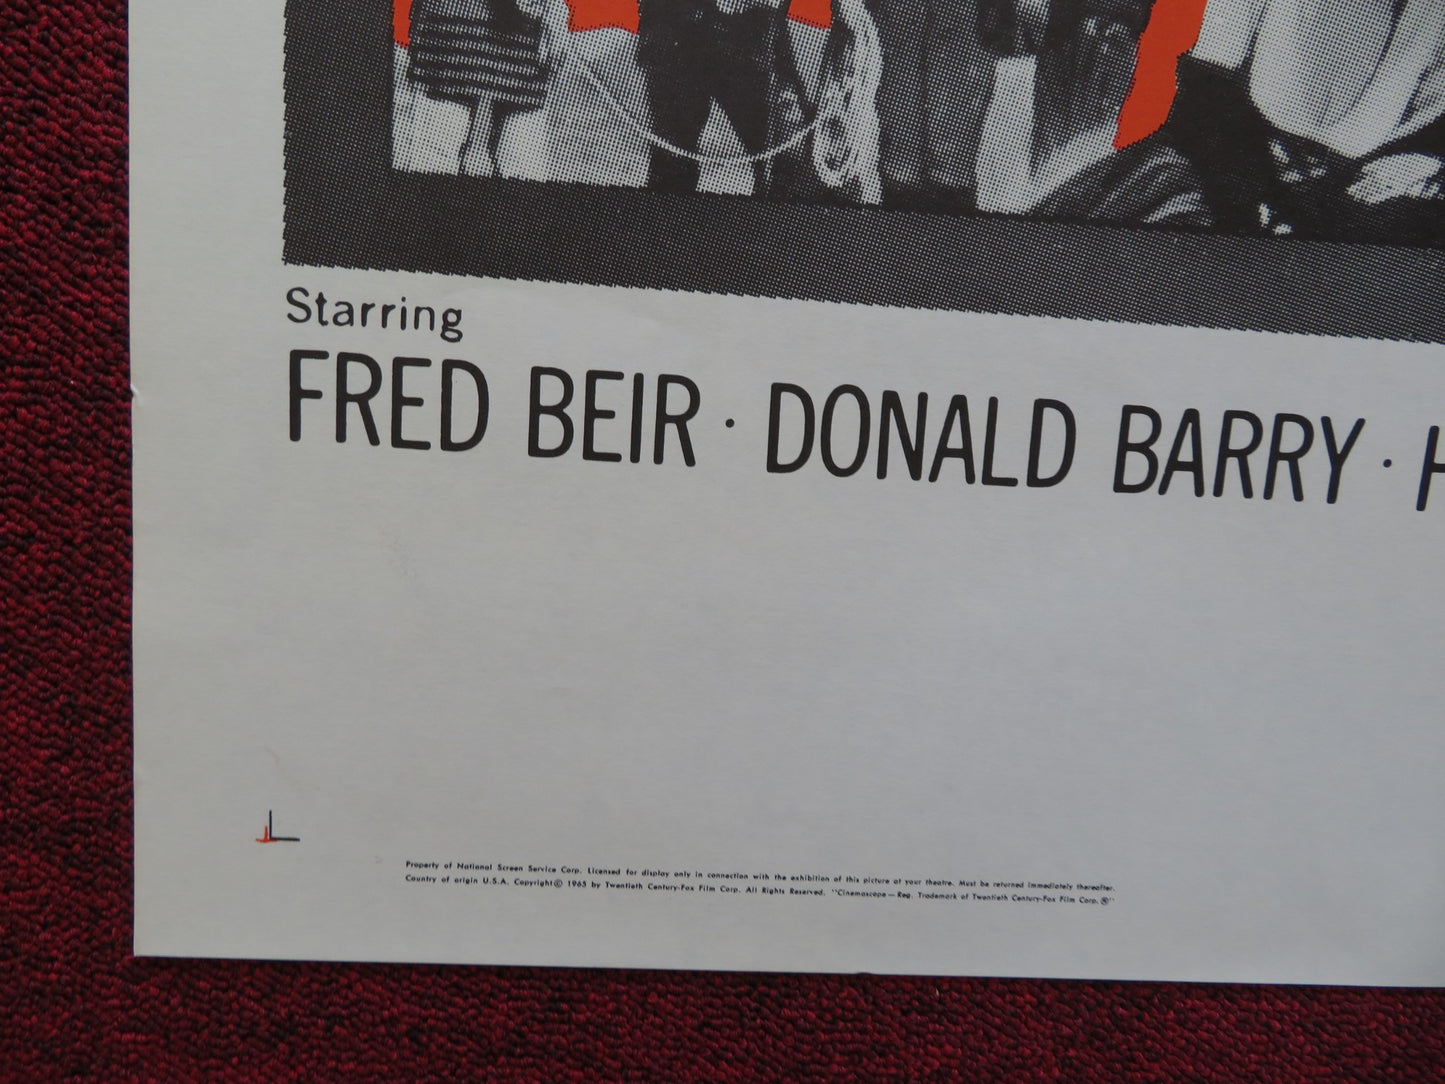 Starring
FRED BEIR · DONALD BARRY · H
Property of National Screen Service Corp. Licensed for display only in connection with the exhibition of this picture at your theatre. Must be returned immediately thereafter.
Country of origin U.S.A. Copyright © 1965 by Twentieth Century-Fox Film Corp. All Rights Reserved. "Cinemascope — Reg. Trademark of Twentieth Century-Fox Film Corp. ®"